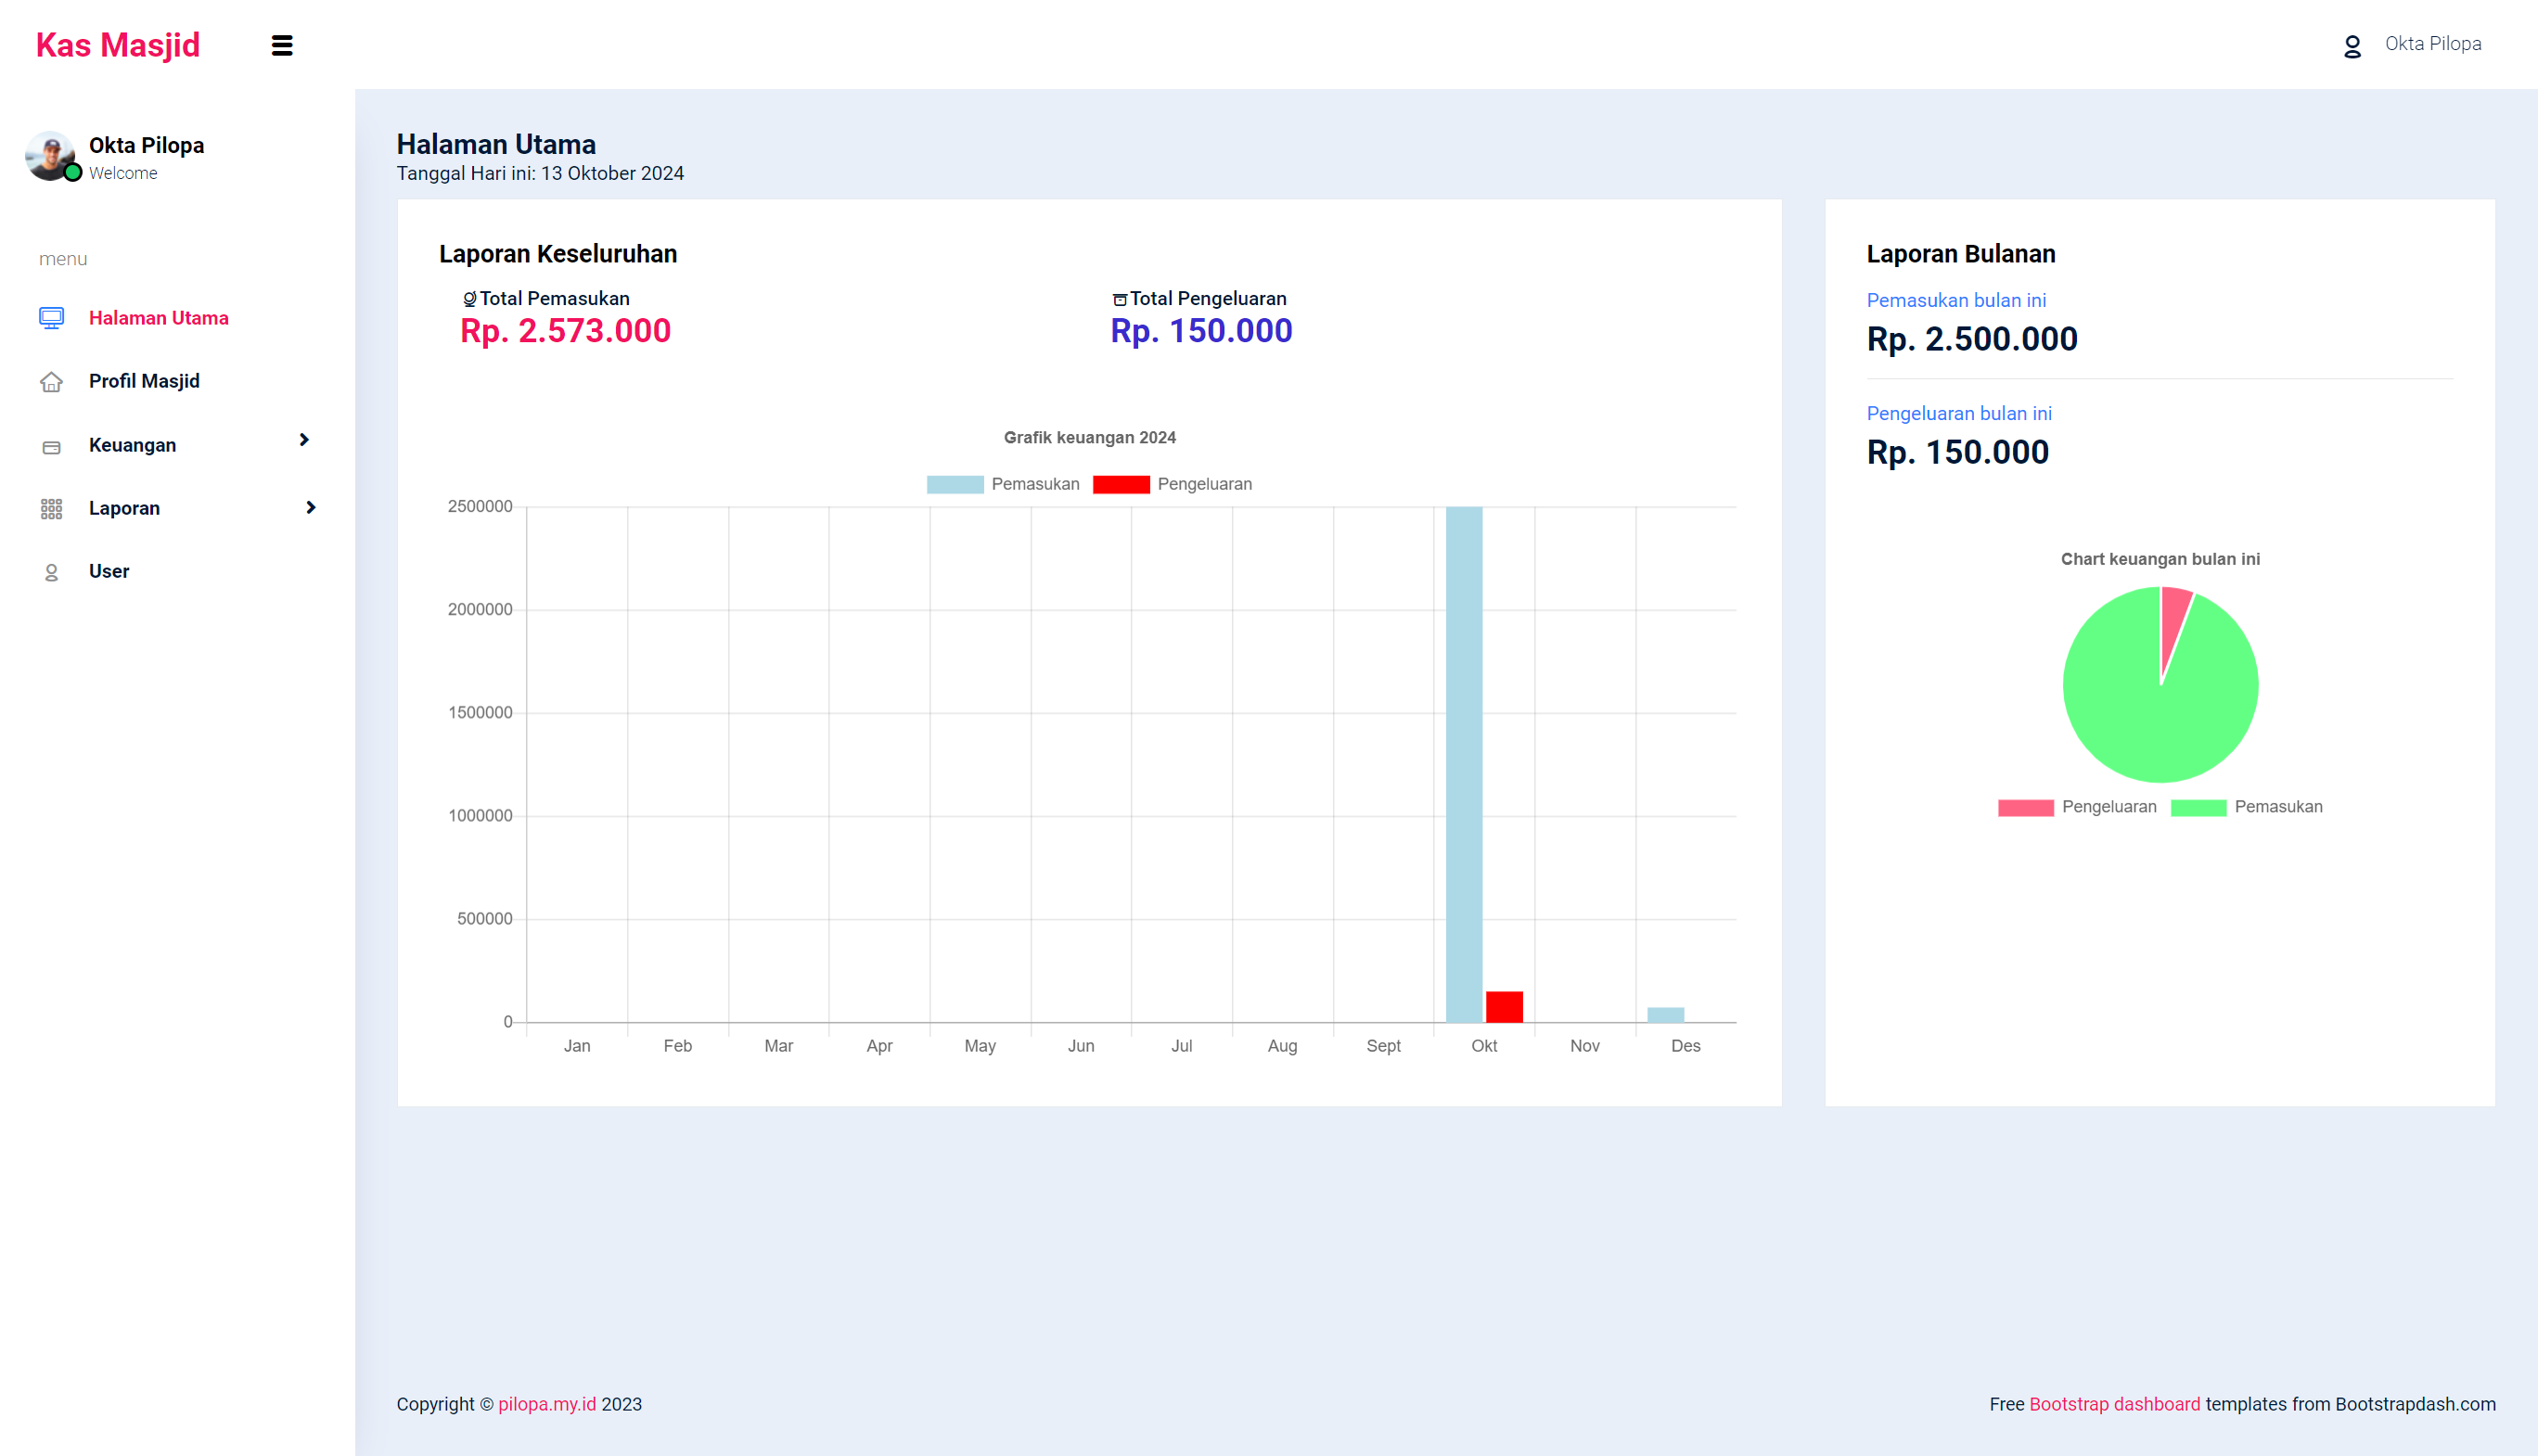 Kas Masjid
Okta Pilopa
Okta Pilopa
Welcome
menu
Halaman Utama
Profil Masjid
Keuangan
Laporan
User
Halaman Utama
Tanggal Hari ini: 13 Oktober 2024
Laporan Keseluruhan
Total Pemasukan
Rp. 2.573.000
Total Pengeluaran
Rp. 150.000
Grafik keuangan 2024
Pemasukan Pengeluaran
2500000
2000000
1500000
1000000
500000
0
Jan Feb Mar Apr May Jun Jul Aug Sept Okt Nov Des
Laporan Bulanan
Pemasukan bulan ini
Rp. 2.500.000
Pengeluaran bulan ini
Rp. 150.000
Chart keuangan bulan ini
Pengeluaran Pemasukan
Copyright © pilopa.my.id 2023
Free Bootstrap dashboard templates from Bootstrapdash.com